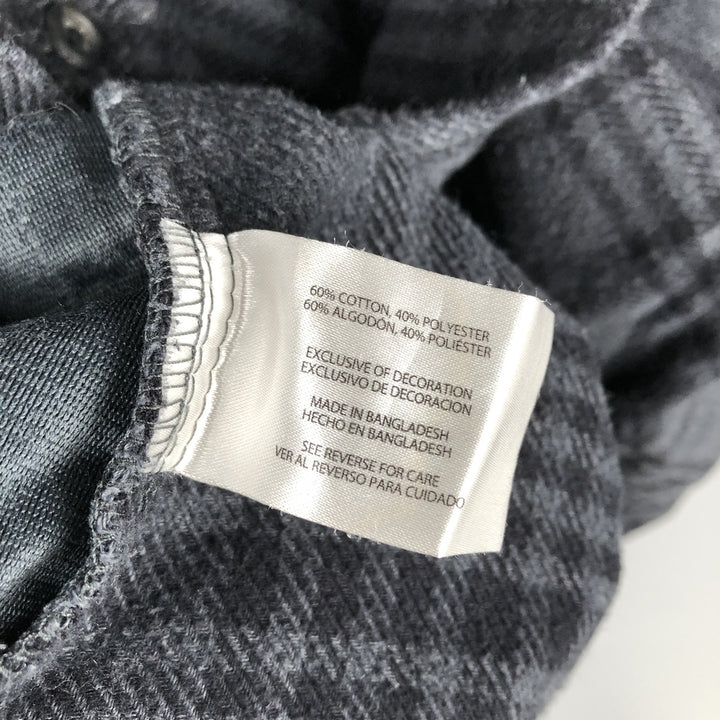 60% COTTON, 40% POLYESTER
60% ALGODÓN, 40% POLIÉSTER
EXCLUSIVE OF DECORATION
EXCLUSIVO DE DECORACION
MADE IN BANGLADESH
HECHO EN BANGLADESH
SEE REVERSE FOR CARE
VER AL REVERSO PARA CUIDADO